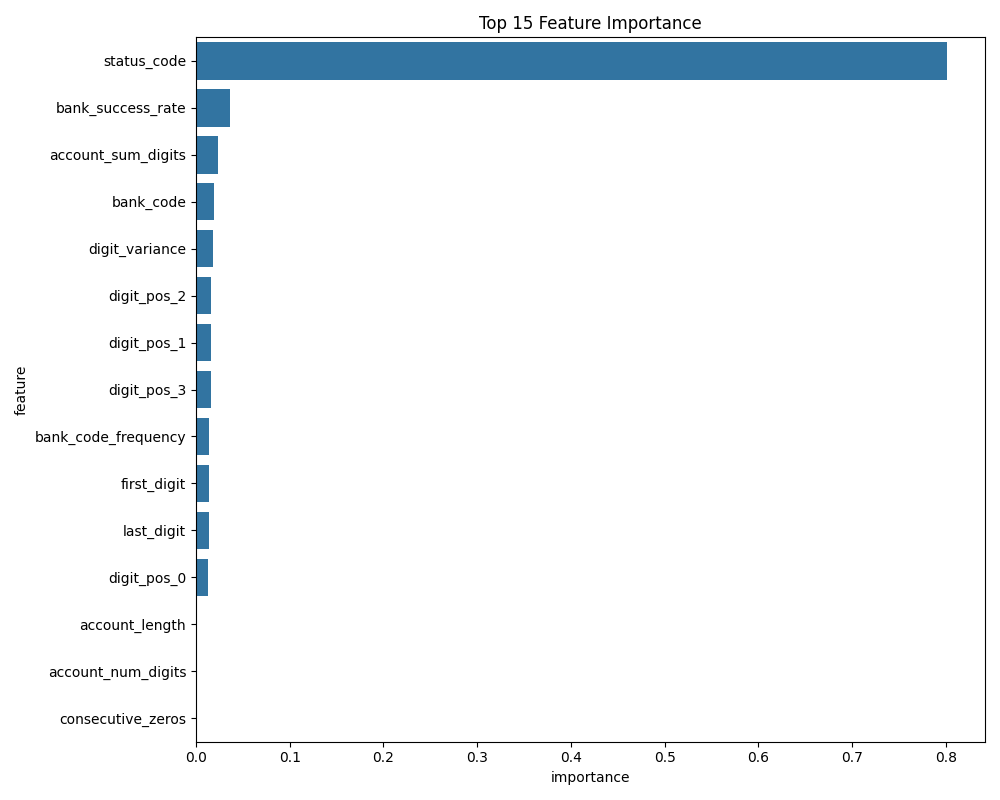 Top 15 Feature Importance
status_code
bank_success_rate
account_sum_digits
bank_code
digit_variance
digit_pos_2
digit_pos_1
digit_pos_3
bank_code_frequency
first_digit
last_digit
digit_pos_0
account_length
account_num_digits
consecutive_zeros
feature
0.0 0.1 0.2 0.3 0.4 0.5 0.6 0.7 0.8
importance